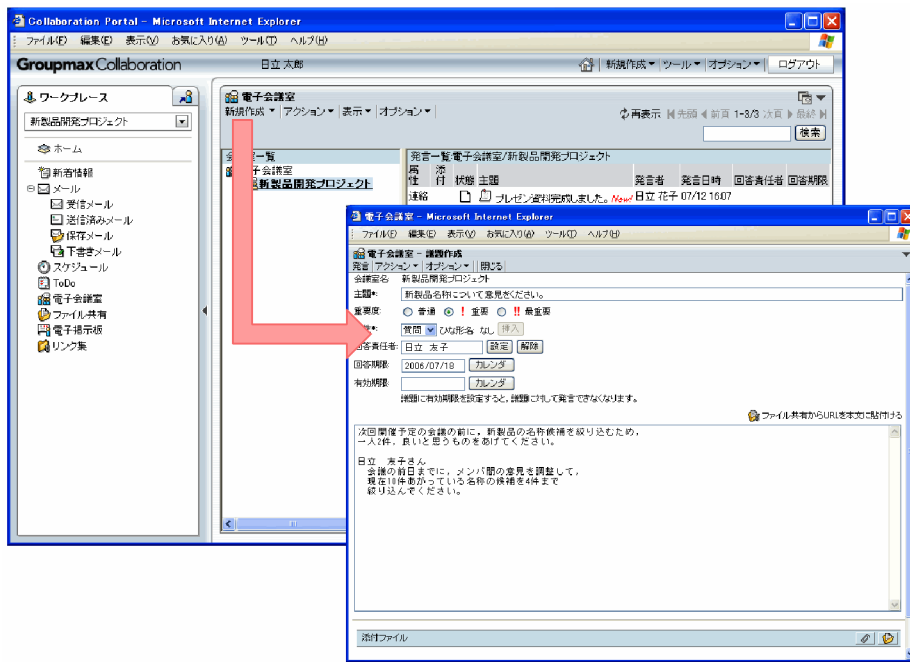 Collaboration Portal - Microsoft Internet Explorer
ファイル(F) 編集(E) 表示(V) お気に入り(A) ツール(T) ヘルプ(H)
Groupmax Collaboration 日立太郎 新規作成 ツール オプション ログアウト
ワークプレース
新製品開発プロジェクト
ホーム
新着情報
メール
受信メール
送信済みメール
保存メール
下書きメール
スケジュール
ToDo
電子会議室
ファイル共有
電子掲示板
リンク集
電子会議室
新規作成 アクション 表示 オプション
再表示 先頭 前頁 1-3/3 次頁 最終
検索
一覧
子会議室
新製品開発プロジェクト
発言一覧:電子会議室/新製品開発プロジェクト
属性 添付 状態 主題 発言者 発言日時 回答責任者 回答期限
連絡 プレゼン資料完成しました。New! 日立 花子 07/12 16:07
電子会議室 - Microsoft Internet Explorer
ファイル(F) 編集(E) 表示(V) お気に入り(A) ツール(T) ヘルプ(H)
電子会議室 - 議題作成
発言 アクション オプション 閉じる
会議室名 新製品開発プロジェクト
主題*: 新製品名称について意見をください。
重要度: 普通 ! 重要 !! 最重要
*: 質問 ひな形名: なし 挿入
回答責任者: 日立 友子 設定 解除
回答期限: 2006/07/18 カレンダ
有効期限: カレンダ
議題に有効期限を設定すると、議題に対して発言できなくなります。
ファイル共有からURLを本文に貼付ける
次回開催予定の会議の前に，新製品の名称候補を絞り込むため，
一人2件，良いと思うものをあげてください。
日立 友子さん
会議の前日までに，メンバ間の意見を調整して，
現在10件あがっている名称の候補を4件まで
絞り込んでください。
添付ファイル